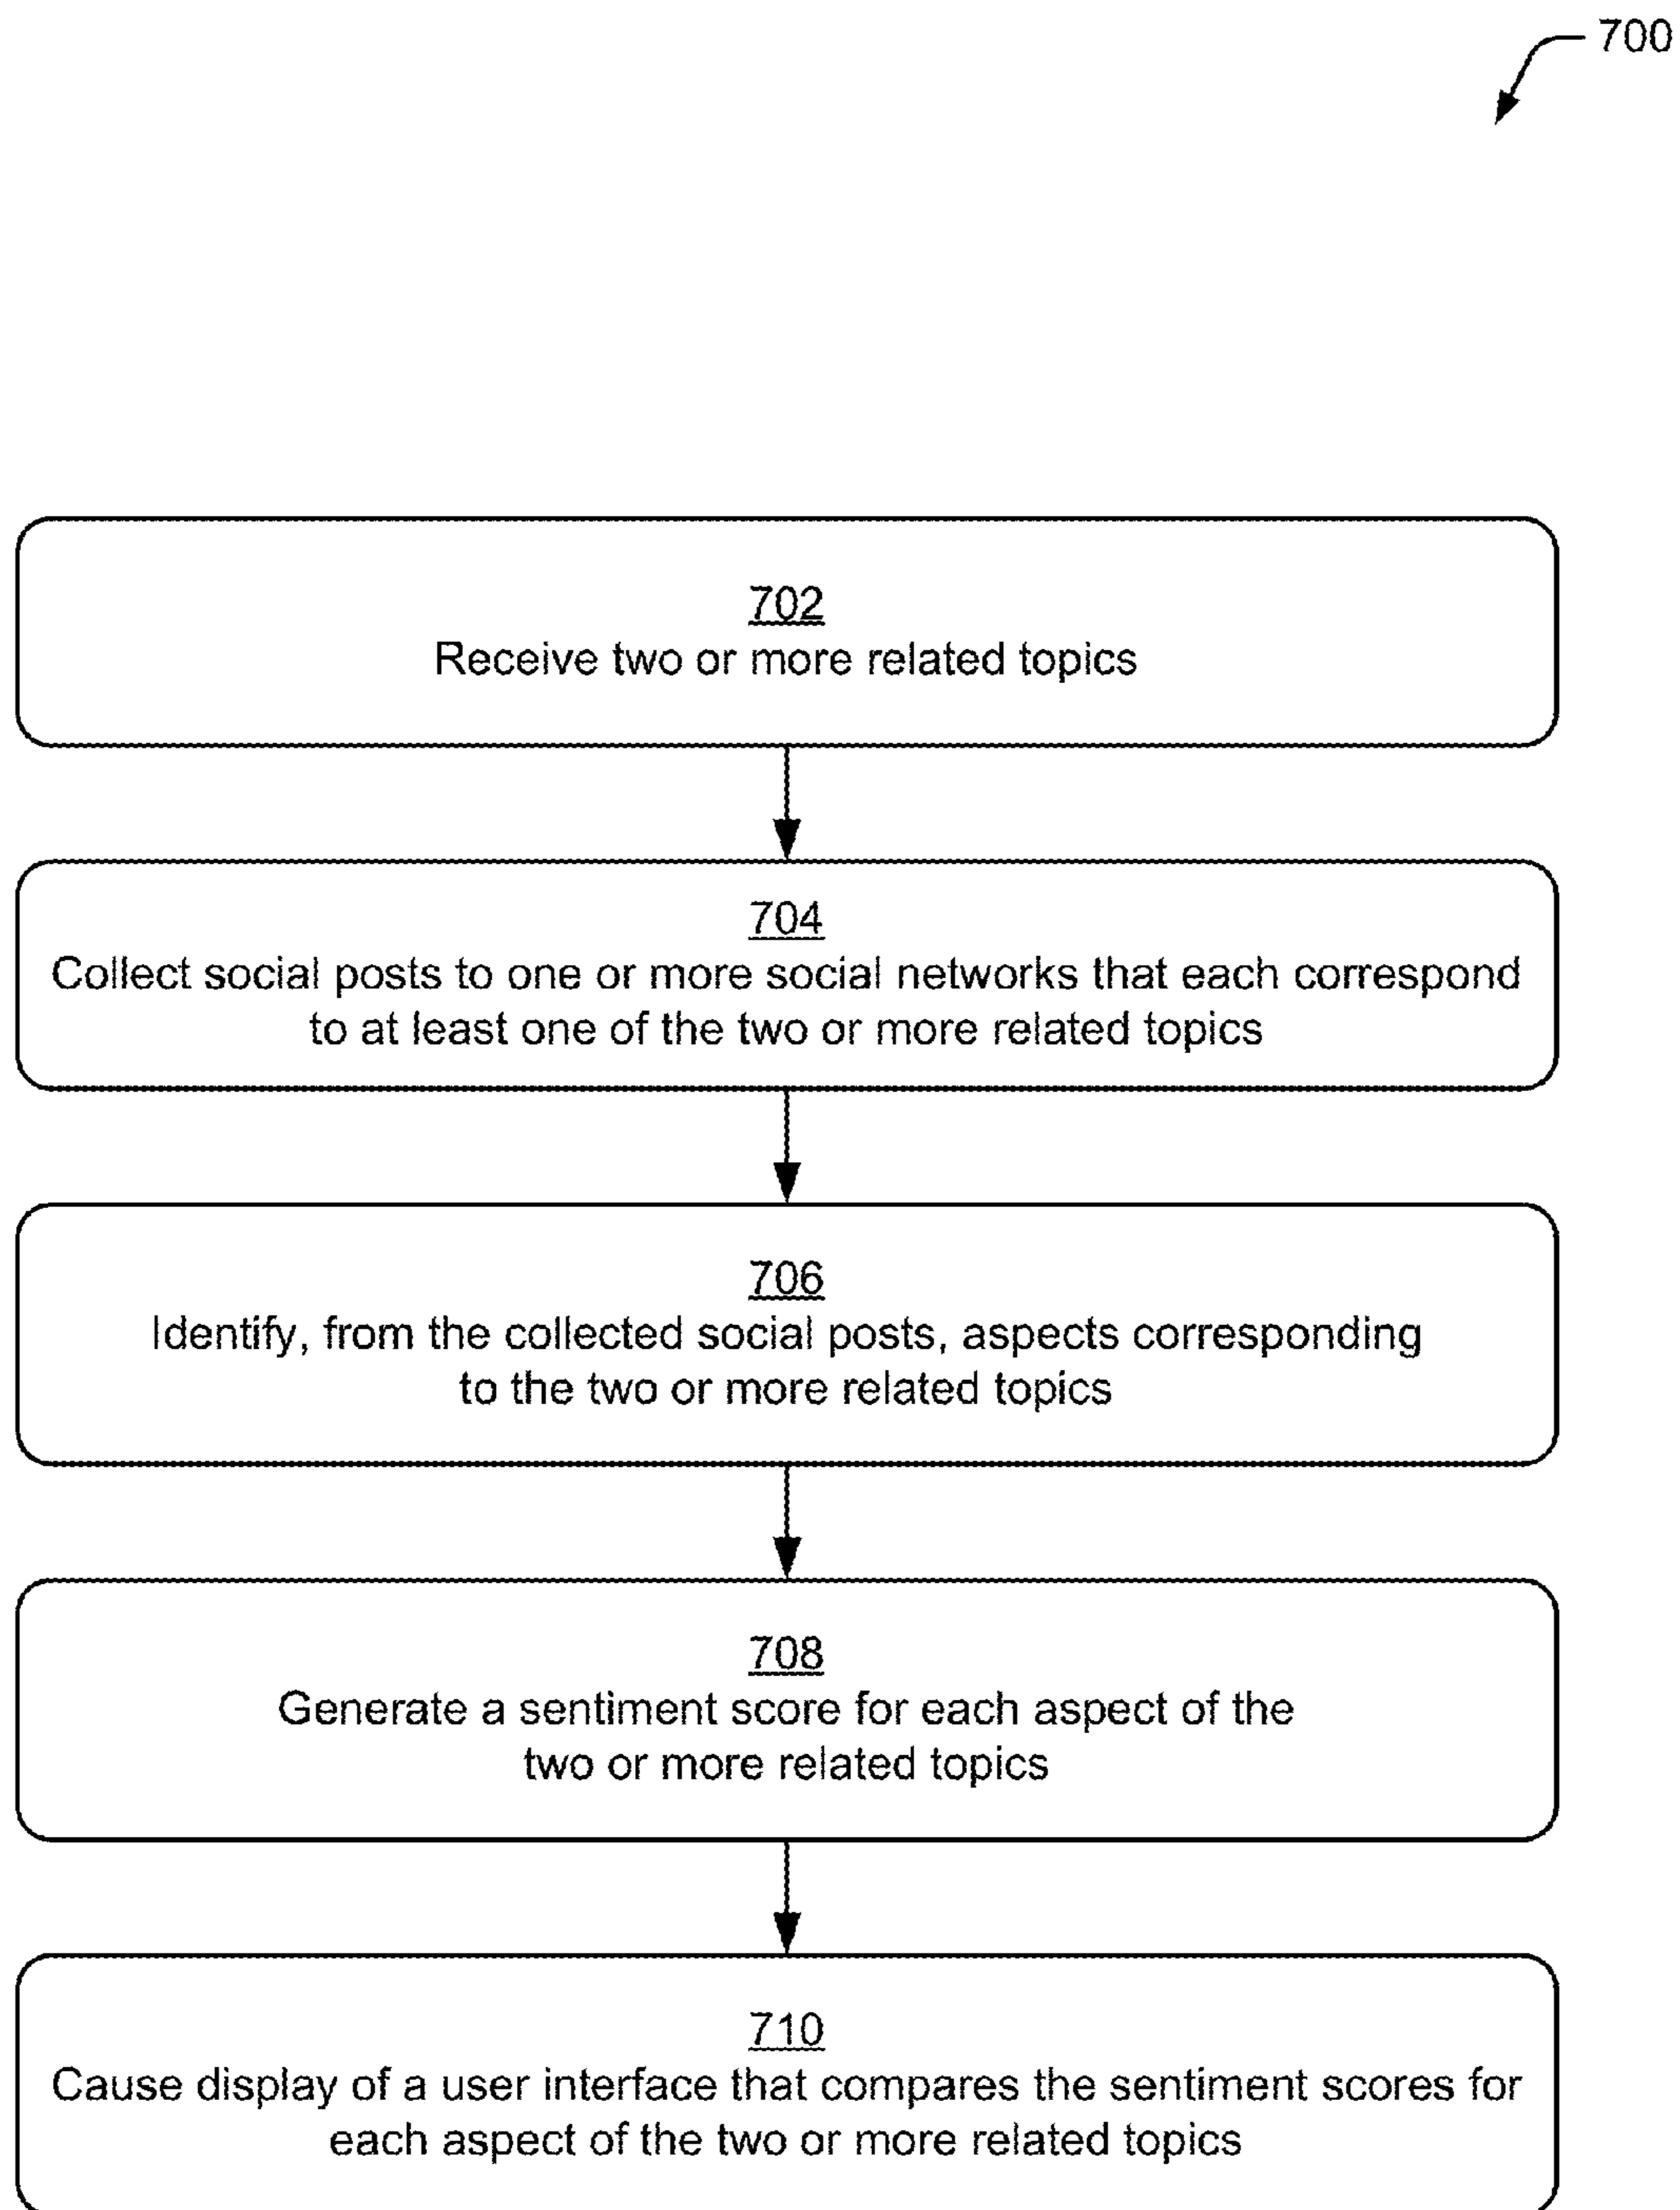 700
702
Receive two or more related topics
704
Collect social posts to one or more social networks that each correspond
to at least one of the two or more related topics
706
Identify, from the collected social posts, aspects corresponding
to the two or more related topics
708
Generate a sentiment score for each aspect of the
two or more related topics
710
Cause display of a user interface that compares the sentiment scores for
each aspect of the two or more related topics